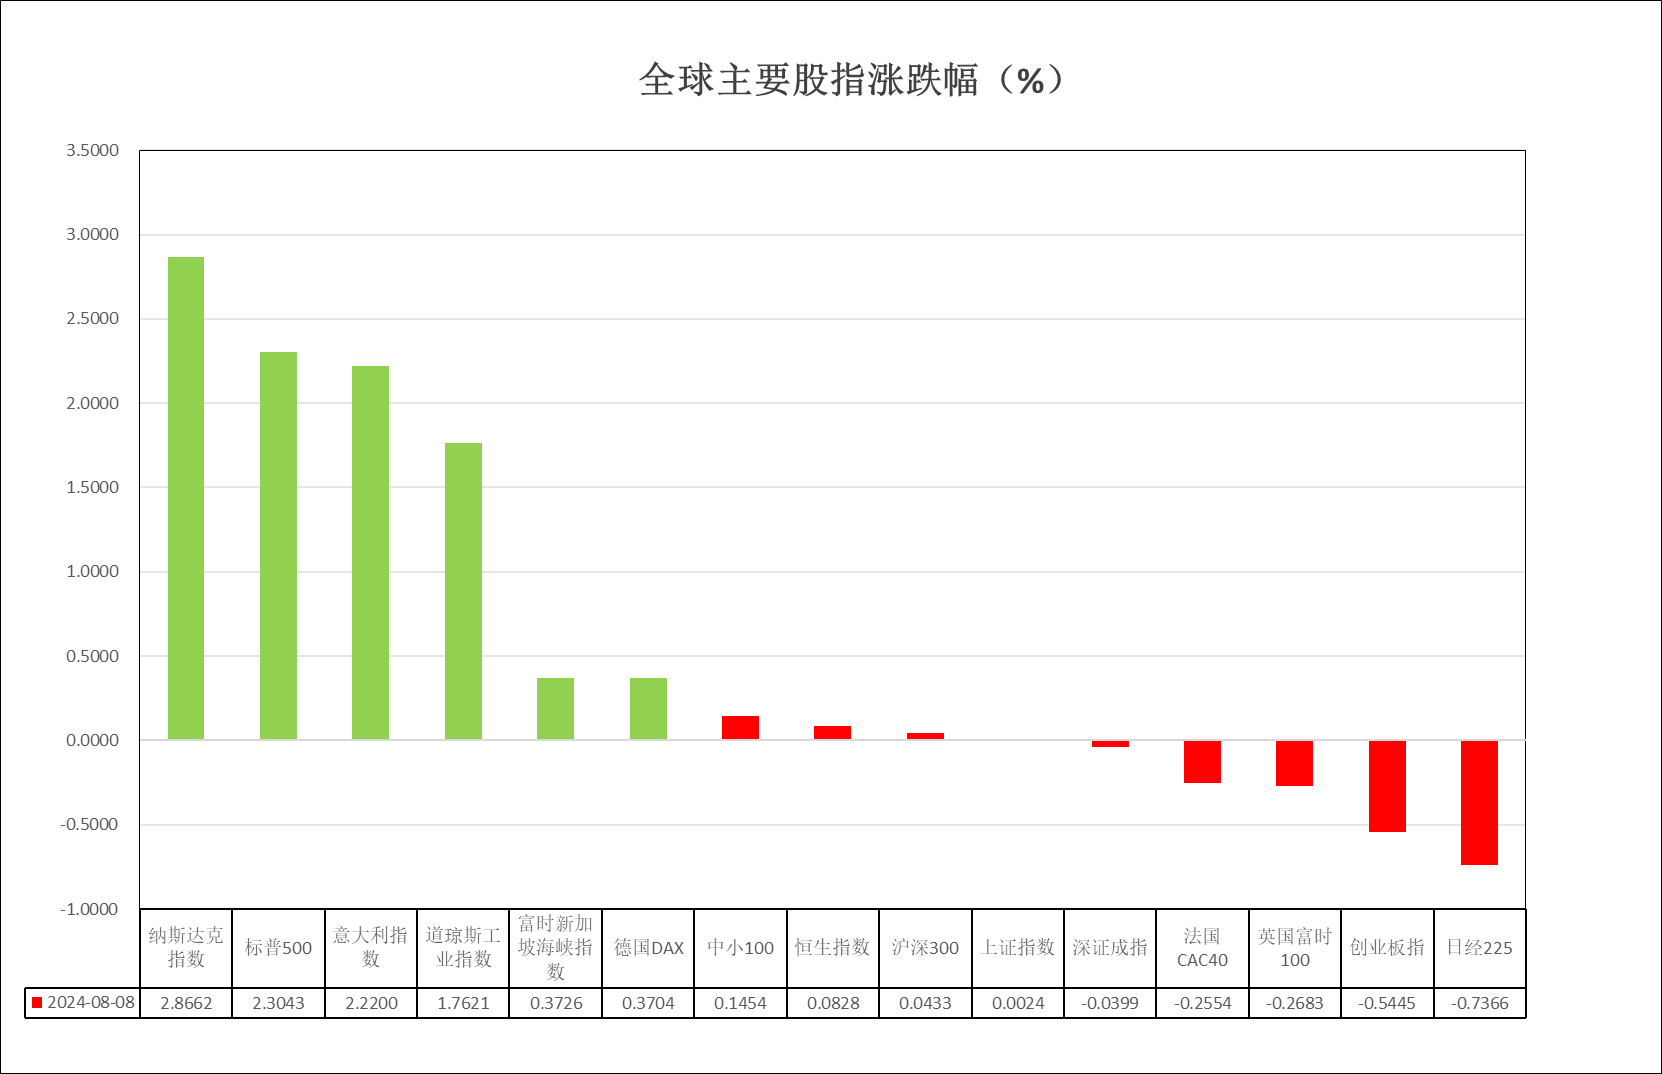 全球主要股指涨跌幅（%）
3.5000
3.0000
2.5000
2.0000
1.5000
1.0000
0.5000
0.0000
-0.5000
-1.0000
纳斯达克
指数
标普500
意大利指
数
道琼斯工
业指数
富时新加
坡海峡指
数
德国DAX
中小100
恒生指数
沪深300
上证指数
深证成指
法国
CAC40
英国富时
100
创业板指
日经225
2024-08-08 2.8662 2.3043 2.2200 1.7621 0.3726 0.3704 0.1454 0.0828 0.0433 0.0024 -0.0399 -0.2554 -0.2683 -0.5445 -0.7366